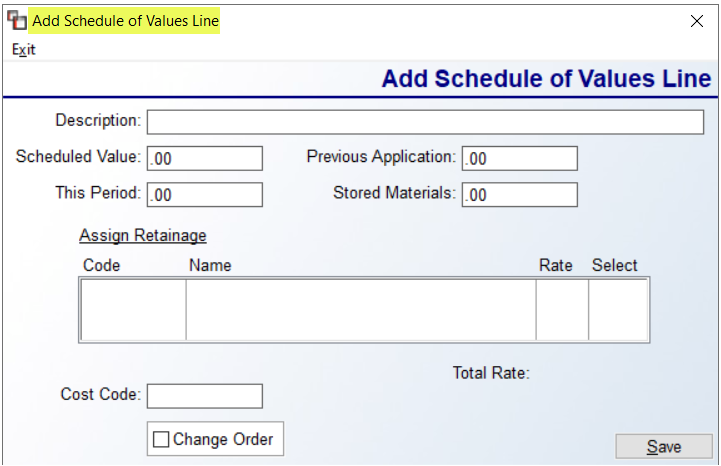 Add Schedule of Values Line
Exit
Add Schedule of Values Line
Description:
Scheduled Value: .00 Previous Application: .00
This Period: .00 Stored Materials: .00
Assign Retainage
Code Name Rate Select
Total Rate:
Cost Code:
Change Order
Save